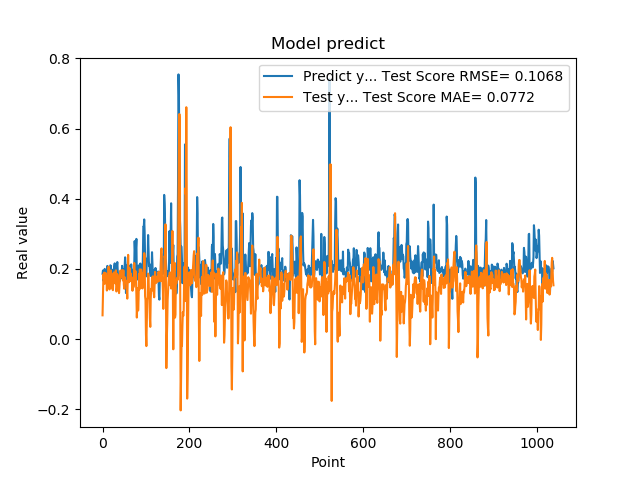 Model predict
Predict y... Test Score RMSE= 0.1068
Test y... Test Score MAE= 0.0772
0.8
0.6
0.4
0.2
0.0
−0.2
Real value
0 200 400 600 800 1000
Point